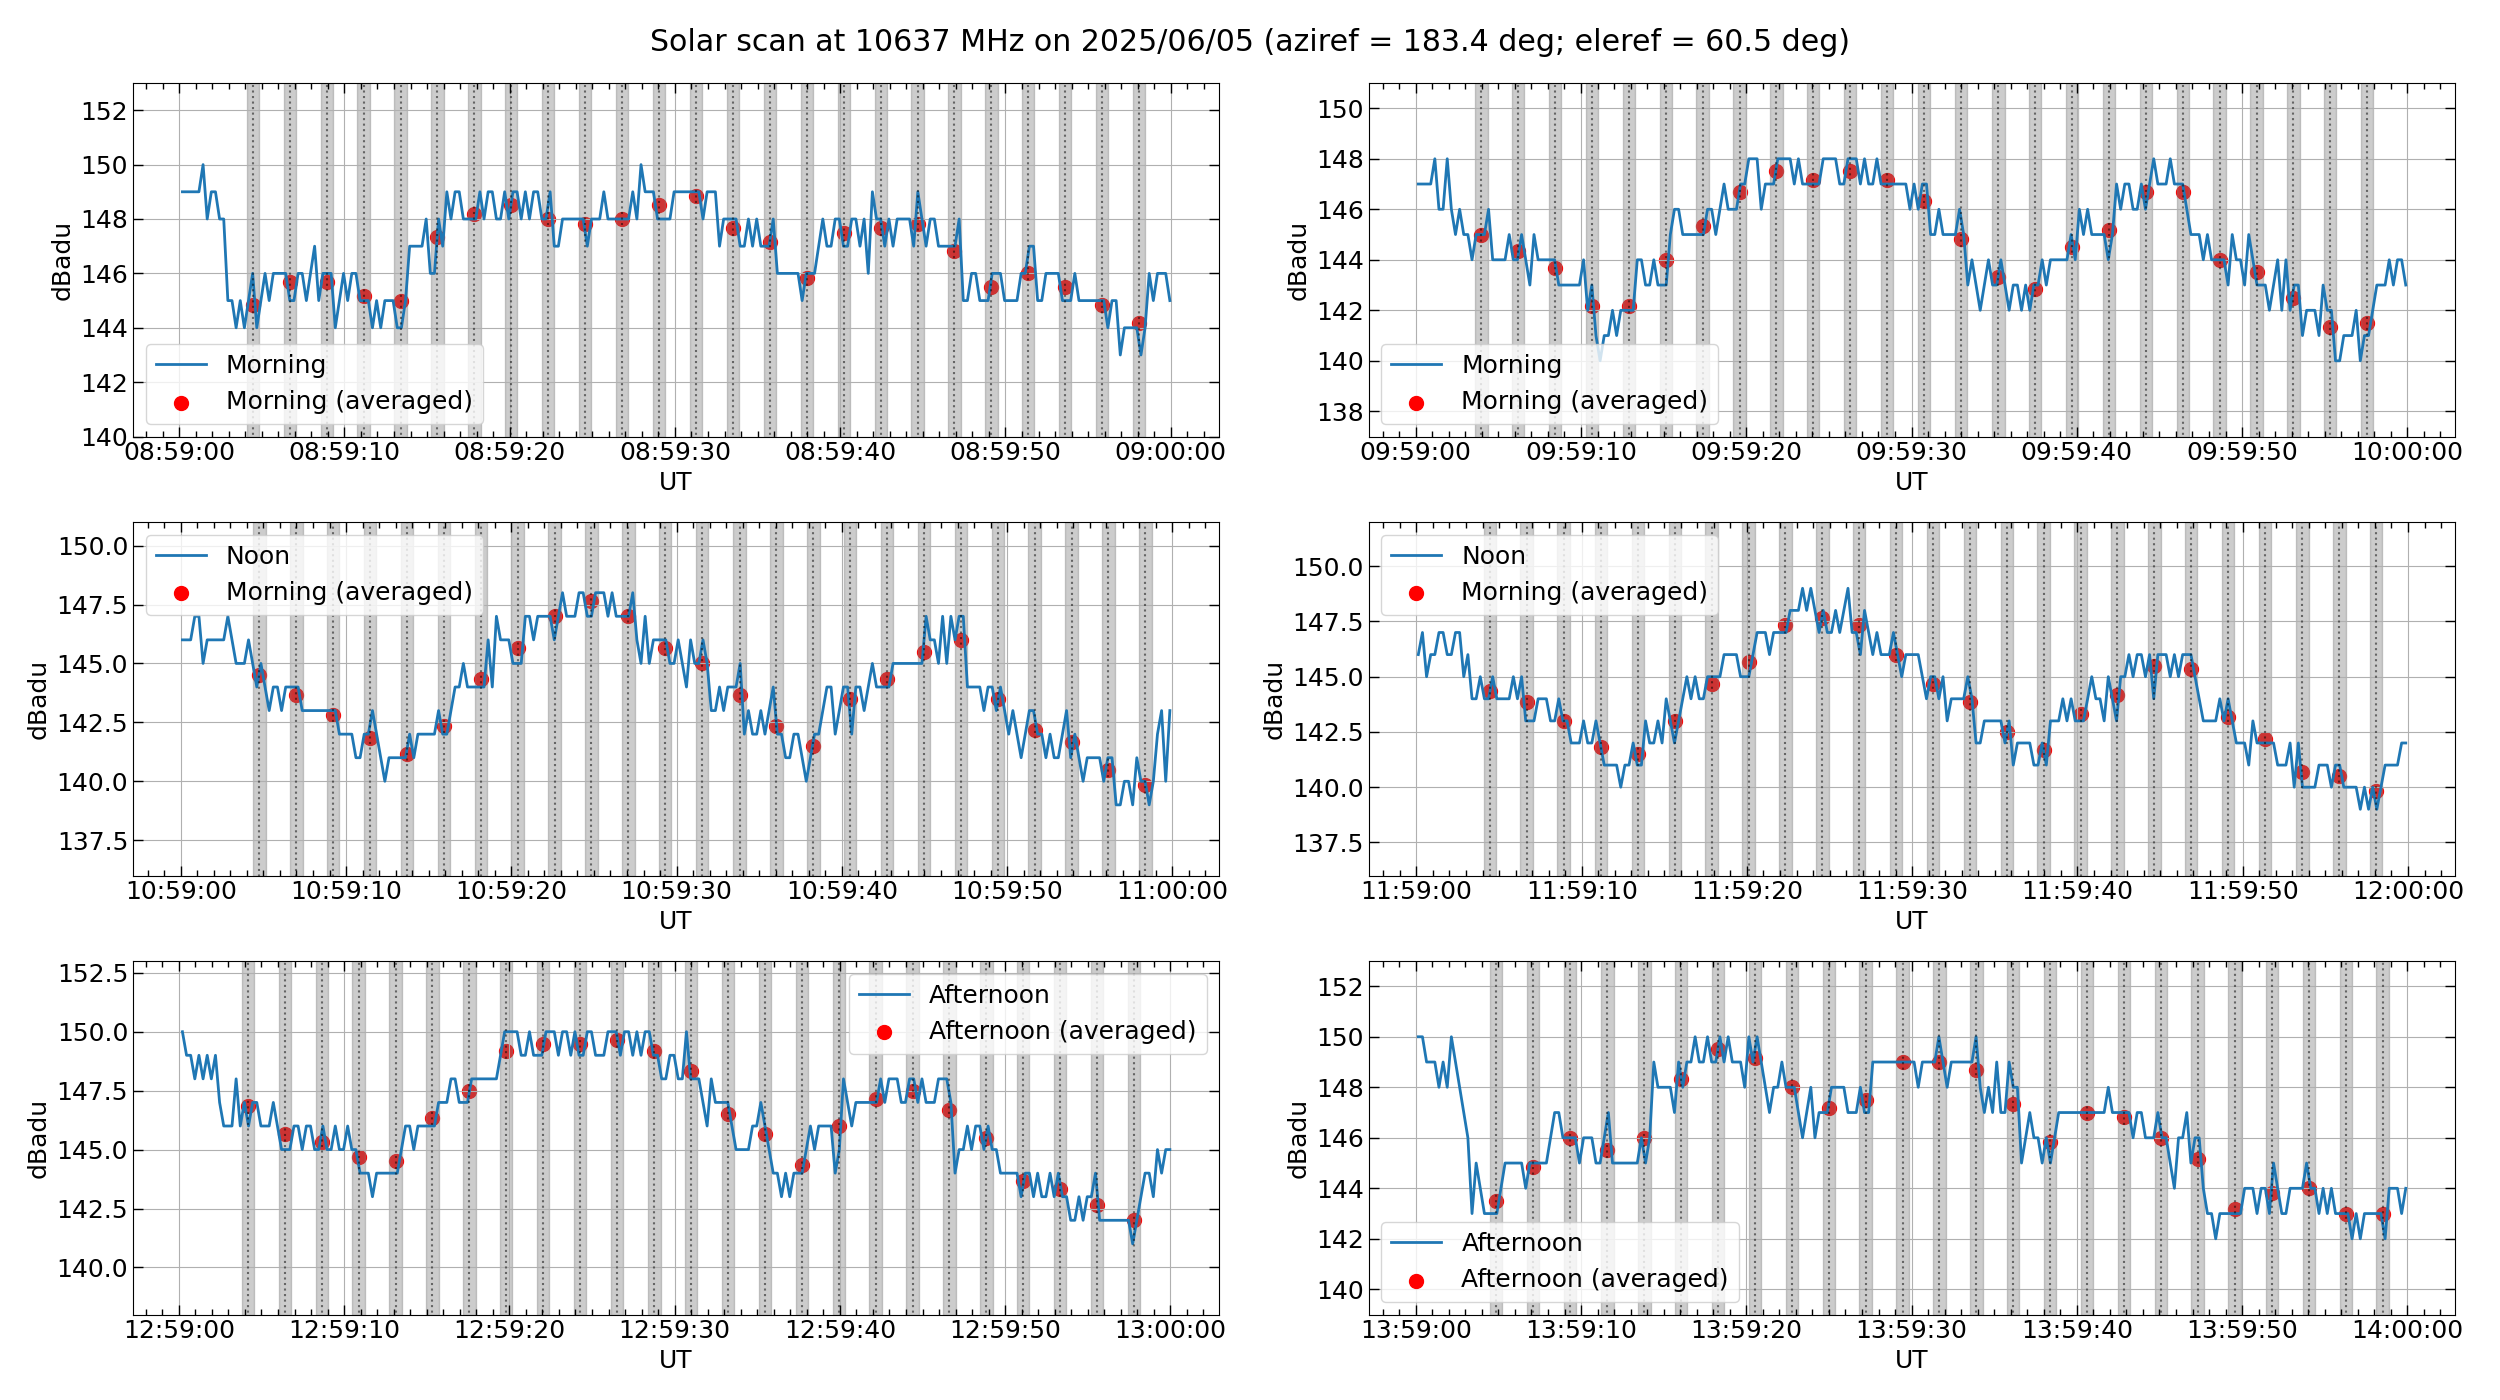 Solar scan at 10637 MHz on 2025/06/05 (aziref = 183.4 deg; eleref = 60.5 deg)
dBadu
152
150
148
146
144
142
140
Morning
Morning (averaged)
08:59:00 08:59:10 08:59:20 08:59:30 08:59:40 08:59:50 09:00:00
UT
dBadu
150
148
146
144
142
140
138
Morning
Morning (averaged)
09:59:00 09:59:10 09:59:20 09:59:30 09:59:40 09:59:50 10:00:00
UT
dBadu
150.0
147.5
145.0
142.5
140.0
137.5
Noon
Morning (averaged)
10:59:00 10:59:10 10:59:20 10:59:30 10:59:40 10:59:50 11:00:00
UT
dBadu
150.0
147.5
145.0
142.5
140.0
137.5
Noon
Morning (averaged)
11:59:00 11:59:10 11:59:20 11:59:30 11:59:40 11:59:50 12:00:00
UT
dBadu
152.5
150.0
147.5
145.0
142.5
140.0
Afternoon
Afternoon (averaged)
12:59:00 12:59:10 12:59:20 12:59:30 12:59:40 12:59:50 13:00:00
UT
dBadu
152
150
148
146
144
142
140
Afternoon
Afternoon (averaged)
13:59:00 13:59:10 13:59:20 13:59:30 13:59:40 13:59:50 14:00:00
UT